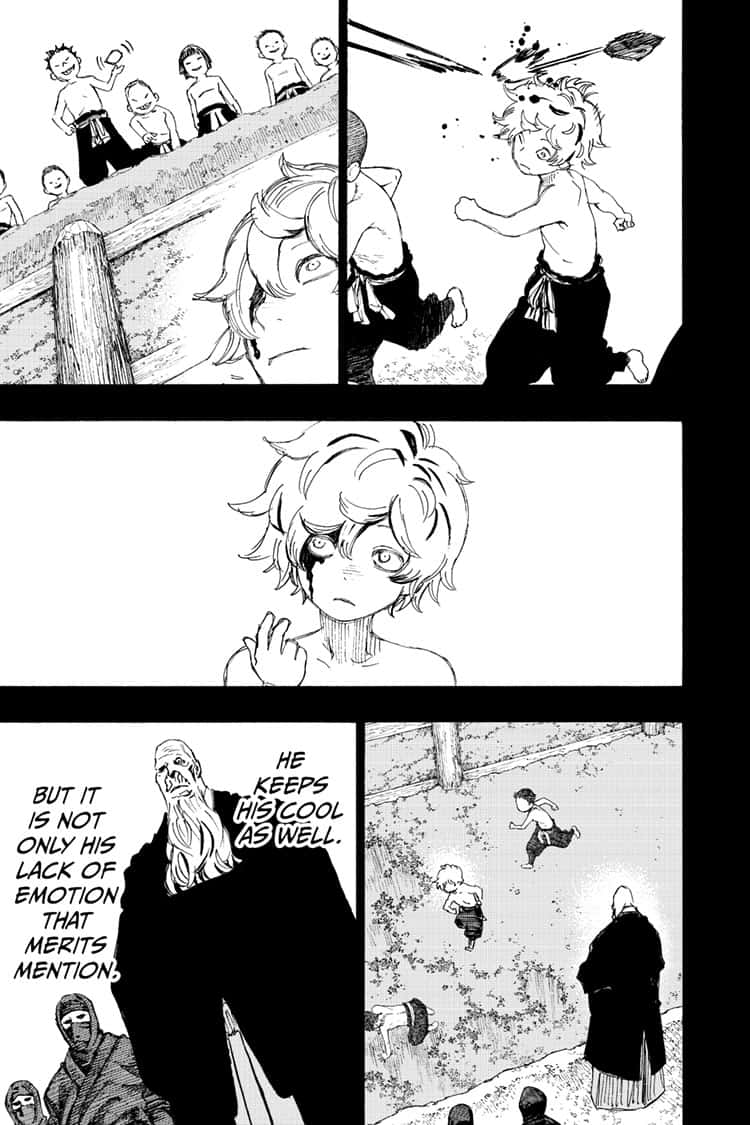 HE
KEEPS
HIS COOL
AS WELL.
BUT IT
IS NOT
ONLY HIS
LACK OF
EMOTION
THAT
MERITS
MENTION.